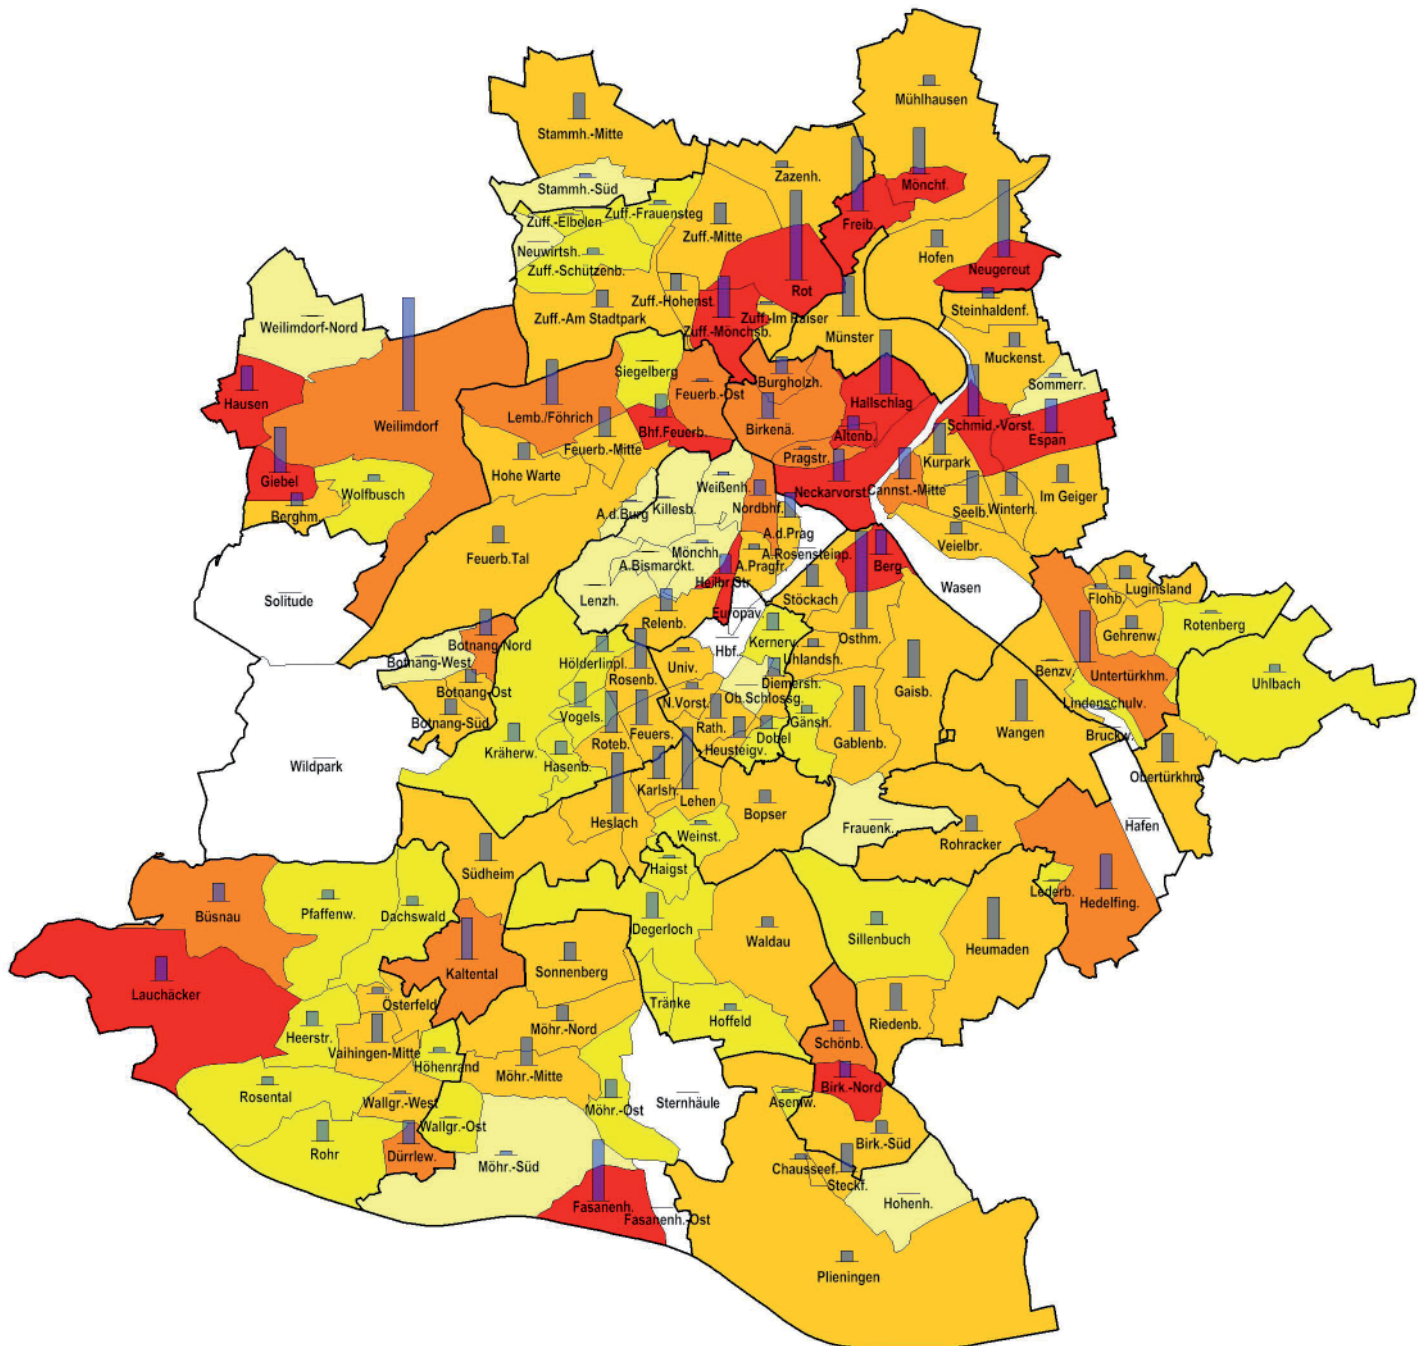 Mühlhausen
Stammh.-Mitte
Zazenh.
Mönchf.
Stammh.-Süd
Zuff.-Frauensteg
Zuff.-Elbelen
Freib.
Zuff.-Mitte
Neuwirtsh.
Hofen
Zuff.-Schützenb.
Neugereut
Rot
Zuff.-Hohenst.
Steinhaldenf.
Zuff.-Am Stadtpark
Zuff.-Im Raiser
Weilimdorf-Nord
Zuff.-Mönchsb.
Münster
Muckenst.
Siegelberg
Burgholzh.
Sommerr.
Feuerb.-Ost
Hausen
Hallschlag
Lemb./Föhrich
Weilimdorf
Schmid.-Vorst.
Birkenä.
Bhf.Feuerb.
Altenb.
Espan
Feuerb.-Mitte
Pragstr.
Kurpark
Hohe Warte
Giebel
Weißenh.
Neckarvorst.
Cannst.-Mitte
Wolfbusch
Im Geiger
Nordbhf.
Killesb.
Winterh.
Seelb.
A.d.Burg
Berghm.
A.d.Prag
Veielbr.
Mönchh.
A.Rosensteinp.
Feuerb.Tal
A.Bismarckt.
A.Pragfr.
Berg
Heilbr.Str
Wasen
Luginsland
Flohb.
Solitude
Lenzh.
Stöckach
Europav.
Relenb.
Rotenberg
Gehrenw.
Osthm.
Kernerv.
Botnang-Nord
Hbf.
Univ.
Uhlandsh.
Botnang-West
Hölderlinpl.
Benzv.
Untertürkhm.
Rosenb.
Diemersh.
Uhlbach
Botnang-Ost
Gaisb.
Ob.Schlossg.
N.Vorst.
Lindenschulv.
Botnang-Süd
Vogels.
Gänsh.
Rath.
Feuers.
Wangen
Gablenb.
Dobel
Bruckw.
Roteb.
Kräherw.
Heusteigv.
Hasenb.
Wildpark
Obertürkhm.
Karlsh.
Lehen
Bopser
Heslach
Hafen
Frauenk.
Weinst.
Rohracker
Südheim
Haigst
Lederb.
Hedelfing.
Pfaffenw.
Dachswald
Büsnau
Degerloch
Waldau
Sillenbuch
Heumaden
Kaltental
Sonnenberg
Lauchäcker
Österfeld
Tränke
Hoffeld
Riedenb.
Möhr.-Nord
Heerstr.
Schönb.
Vaihingen-Mitte
Höhenrand
Möhr.-Mitte
Birk.-Nord
Rosental
Wallgr.-West
Sternhäule
Asemw.
Möhr.-Ost
Wallgr.-Ost
Birk.-Süd
Rohr
Dürrlew.
Möhr.-Süd
Chausseef.
Steckf.
Hohenh.
Fasanenh.
Fasanenh.-Ost
Plieningen